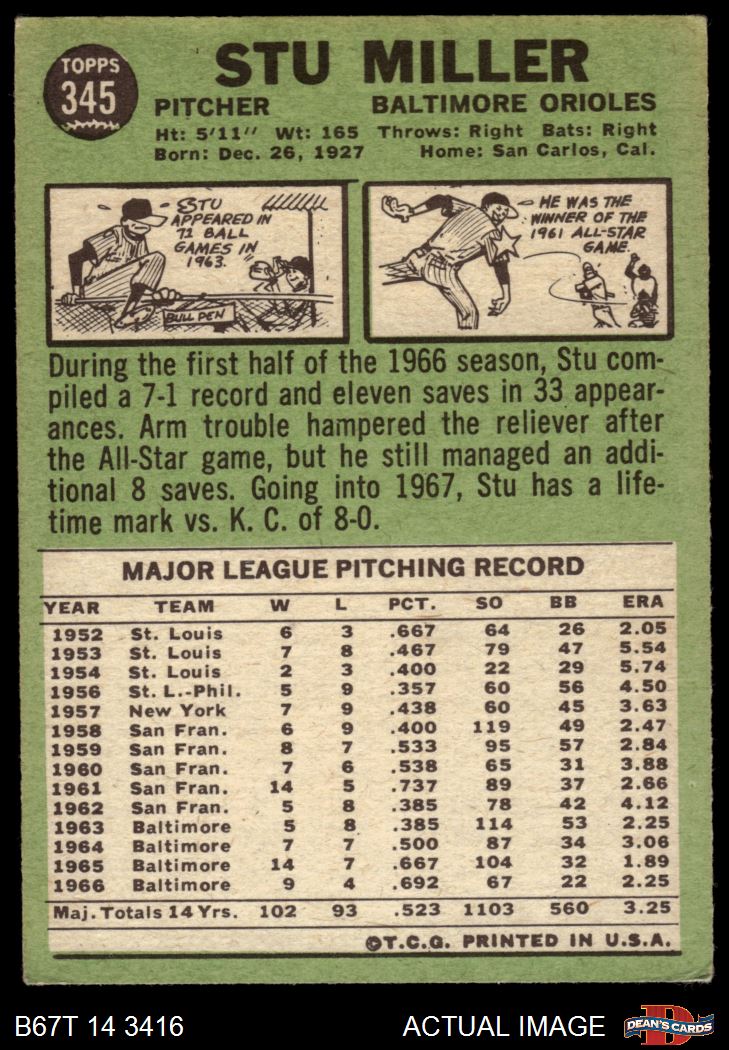 TOPPS
345
STU MILLER
PITCHER BALTIMORE ORIOLES
Ht: 5'11" Wt: 165 Throws: Right Bats: Right
Born: Dec. 26, 1927 Home: San Carlos, Cal.
STU
APPEARED IN
72 BALL
GAMES IN
1963.
BULL PEN
HE WAS THE
WINNER OF THE
1961 ALL-STAR
GAME.
During the first half of the 1966 season, Stu com-
piled a 7-1 record and eleven saves in 33 appear-
ances. Arm trouble hampered the reliever after
the All-Star game, but he still managed an addi-
tional 8 saves. Going into 1967, Stu has a life-
time mark vs. K. C. of 8-0.
MAJOR LEAGUE PITCHING RECORD
YEAR TEAM W L PCT. SO BB ERA
1952 St. Louis 6 3 .667 64 26 2.05
1953 St. Louis 7 8 .467 79 47 5.54
1954 St. Louis 2 3 .400 22 29 5.74
1956 St. L.-Phil. 5 9 .357 60 56 4.50
1957 New York 7 9 .438 60 45 3.63
1958 San Fran. 6 9 .400 119 49 2.47
1959 San Fran. 8 7 .533 95 57 2.84
1960 San Fran. 7 6 .538 65 31 3.88
1961 San Fran. 14 5 .737 89 37 2.66
1962 San Fran. 5 8 .385 78 42 4.12
1963 Baltimore 5 8 .385 114 53 2.25
1964 Baltimore 7 7 .500 87 34 3.06
1965 Baltimore 14 7 .667 104 32 1.89
1966 Baltimore 9 4 .692 67 22 2.25
Maj. Totals 14 Yrs. 102 93 .523 1103 560 3.25
©T.C.G. PRINTED IN U.S.A.
B67T 14 3416 ACTUAL IMAGE
DEAN'S CARDS